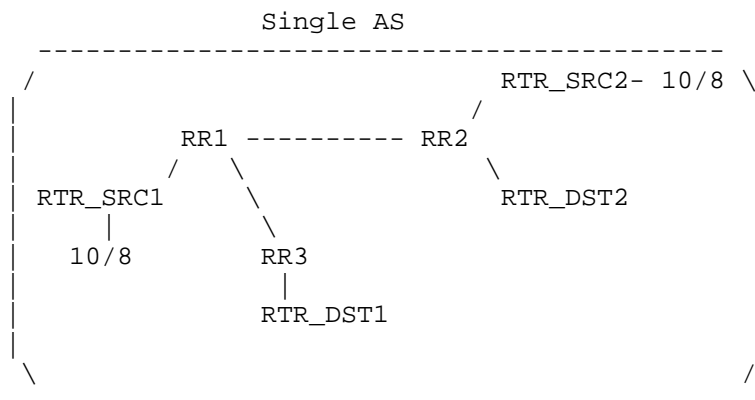 Single AS
RTR_SRC2- 10/8
RR1 ---------- RR2
RTR_SRC1
RTR_DST2
10/8
RR3
RTR_DST1